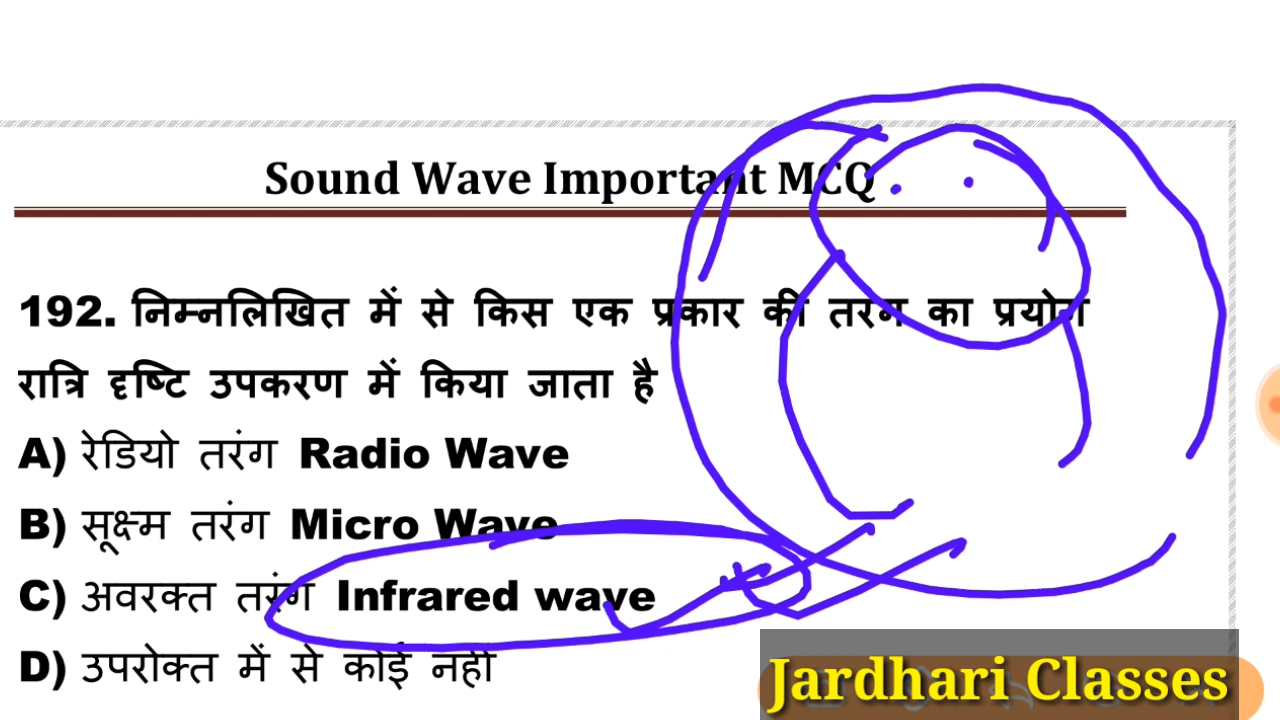 Sound Wave Important MCQ
192. निम्नलिखित में से किस एक प्रकार की तरंग का प्रयोग
रात्रि दृष्टि उपकरण में किया जाता है
A) रेडियो तरंग Radio Wave
B) सूक्ष्म तरंग Micro Wave
C) अवरक्त तरंग Infrared wave
D) उपरोक्त में से कोई नहीं
Jardhari Classes